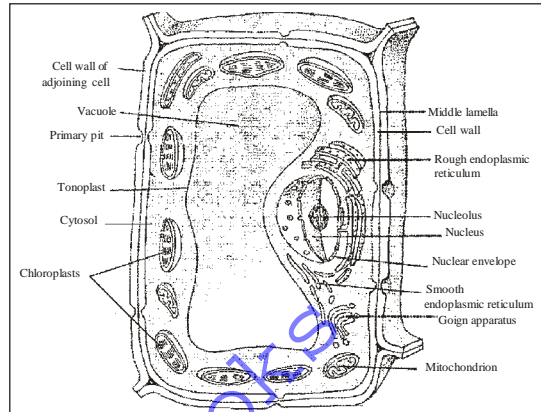 Cell wall of
adjoining cell
Vacuole
Primary pit
Tonoplast
Cytosol
Chloroplasts
Middle lamella
Cell wall
Rough endoplasmic
reticulum
Nucleolus
Nucleus
Nuclear envelope
Smooth
endoplasmic reticulum
Goign apparatus
Mitochondrion
oks